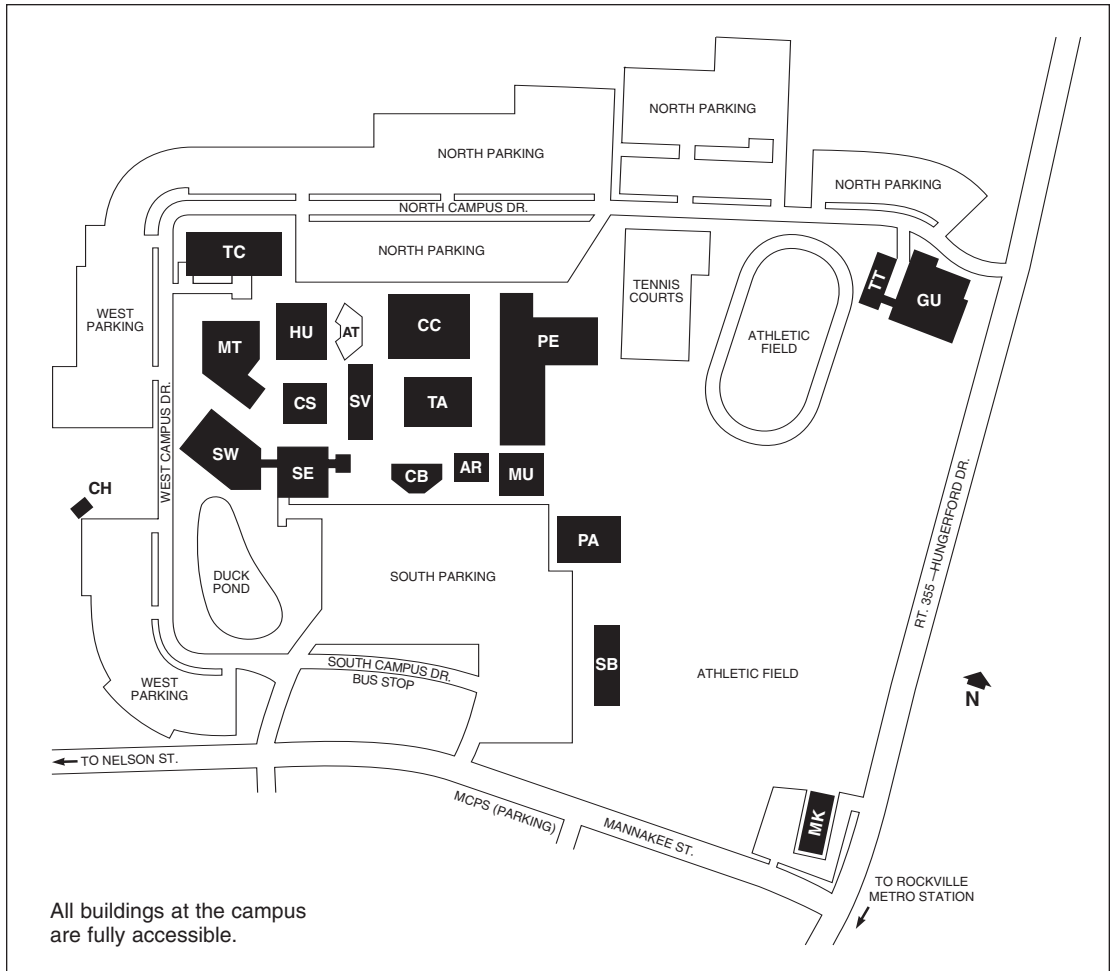 NORTH PARKING
NORTH PARKING
NORTH PARKING
NORTH CAMPUS DR.
NORTH PARKING
TC
TENNIS
COURTS
TT
GU
WEST
PARKING
HU
AT
CC
PE
ATHLETIC
FIELD
MT
CS
SV
TA
WEST CAMPUS DR.
SW
SE
CB
AR
MU
CH
PA
RT. 355 –HUNGERFORD DR.
DUCK
POND
SOUTH PARKING
SB
SOUTH CAMPUS DR.
BUS STOP
ATHLETIC FIELD
WEST
PARKING
N
TO NELSON ST.
MCPS (PARKING)
MANNAKEE ST.
MK
TO ROCKVILLE
METRO STATION
All buildings at the campus
are fully accessible.